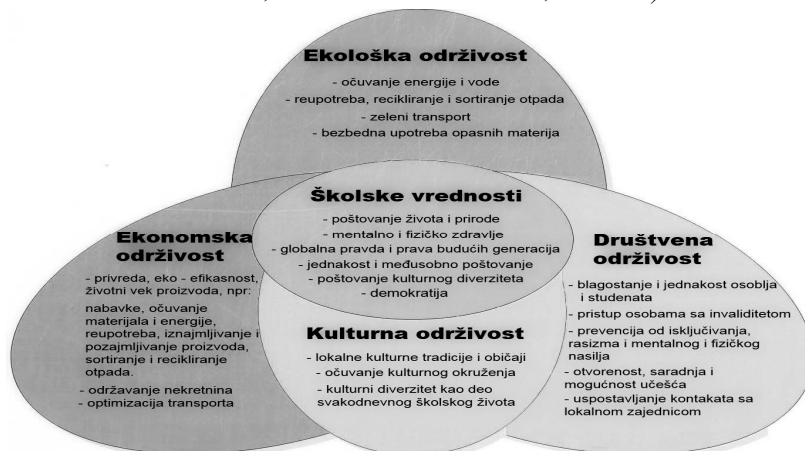 Ekološka održivost
- očuvanje energije i vode
- reupotreba, recikliranje i sortiranje otpada
- zeleni transport
- bezbedna upotreba opasnih materija
Školske vrednosti
- poštovanje života i prirode
- mentalno i fizičko zdravlje
- globalna pravda i prava budućih generacija
- jednakost i međusobno poštovanje
- poštovanje kulturnog diverziteta
- demokratija
Ekonomska
održivost
- privreda, eko - efikasnost,
životni vek proizvoda, npr:
nabavke, očuvanje
materijala i energije,
reupotreba, iznajmljivanje i
pozajmljivanje proizvoda,
sortiranje i recikliranje
otpada.
- održavanje nekretnina
- optimizacija transporta
Kulturna održivost
- lokalne kulturne tradicije i običaji
- očuvanje kulturnog okruženja
- kulturni diverzitet kao deo
svakodnevnog školskog života
Društvena
održivost
- blagostanje i jednakost osoblja
i studenata
- pristup osobama sa invaliditetom
- prevencija od isključivanja,
rasizma i mentalnog i fizičkog
nasilja
- otvorenost, saradnja i
mogućnost učešća
- uspostavljanje kontakata sa
lokalnom zajednicom